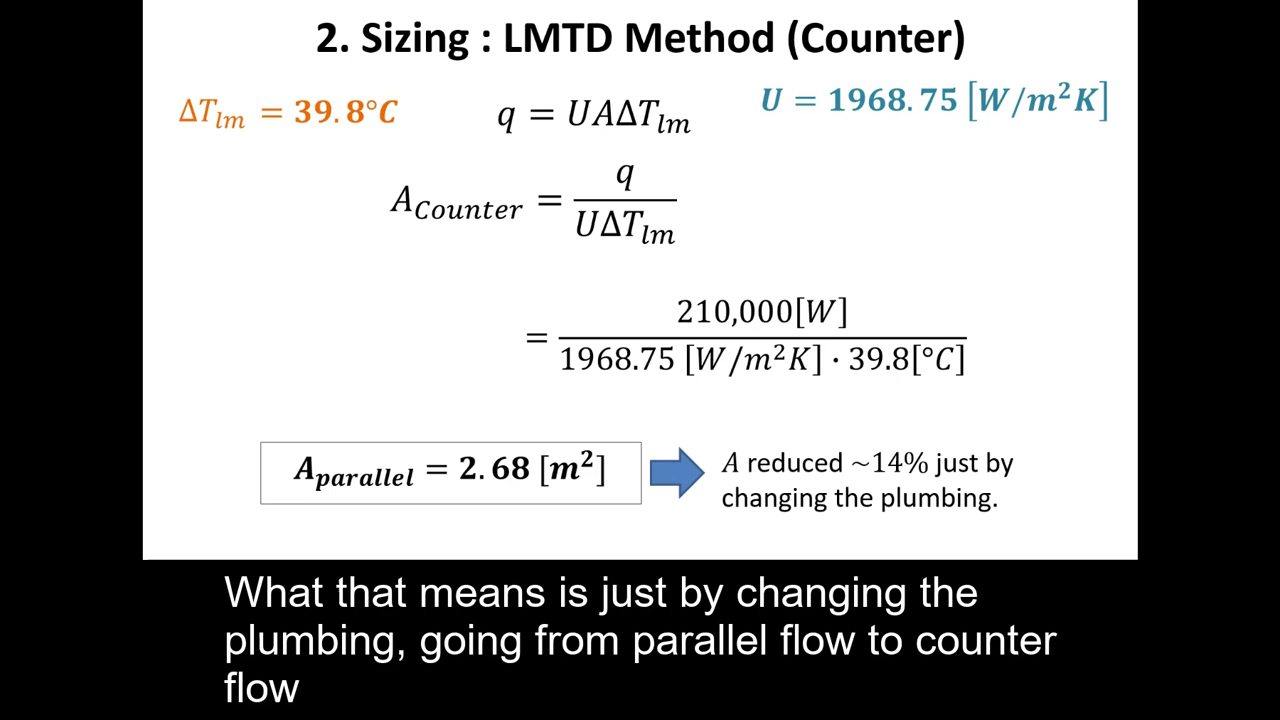 2. Sizing : LMTD Method (Counter)
ΔT_lm = 39.8°C
q = UAΔT_lm
U = 1968.75 [W/m²K]
A_Counter = q / UΔT_lm
= 210,000[W] / 1968.75 [W/m²K] · 39.8[°C]
A_parallel = 2.68 [m²]
A reduced ~14% just by
changing the plumbing.
What that means is just by changing the
plumbing, going from parallel flow to counter
flow